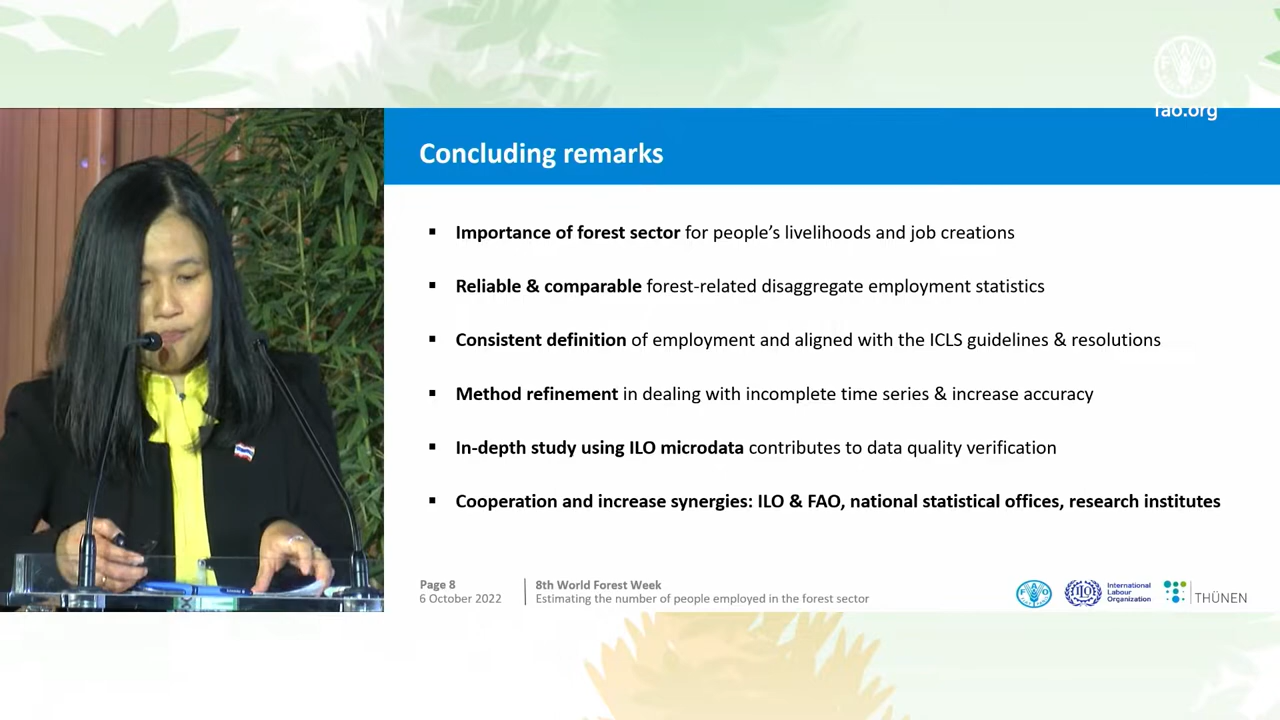 FAO
fao.org
Concluding remarks
▪ Importance of forest sector for people's livelihoods and job creations
▪ Reliable & comparable forest-related disaggregate employment statistics
▪ Consistent definition of employment and aligned with the ICLS guidelines & resolutions
▪ Method refinement in dealing with incomplete time series & increase accuracy
▪ In-depth study using ILO microdata contributes to data quality verification
▪ Cooperation and increase synergies: ILO & FAO, national statistical offices, research institutes
Page 8
6 October 2022
8th World Forest Week
Estimating the number of people employed in the forest sector
FAO
ILO
International
Labour
Organization
THÜNEN